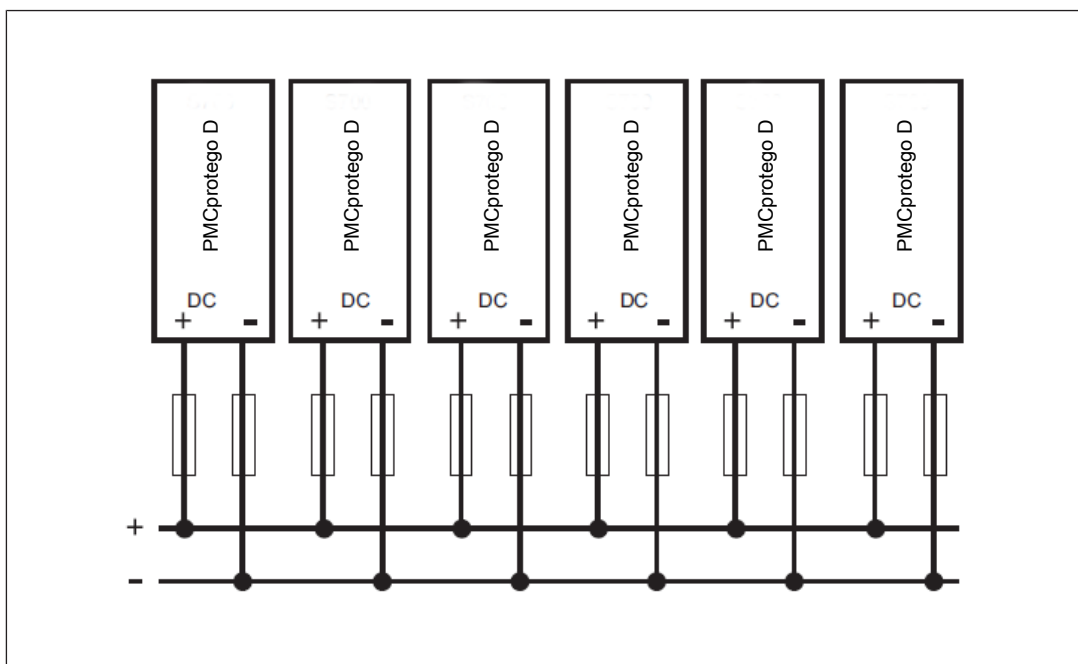 PMCprotego D
DC
+ -
PMCprotego D
DC
+ -
PMCprotego D
DC
+ -
PMCprotego D
DC
+ -
PMCprotego D
DC
+ -
PMCprotego D
DC
+ -
+
-